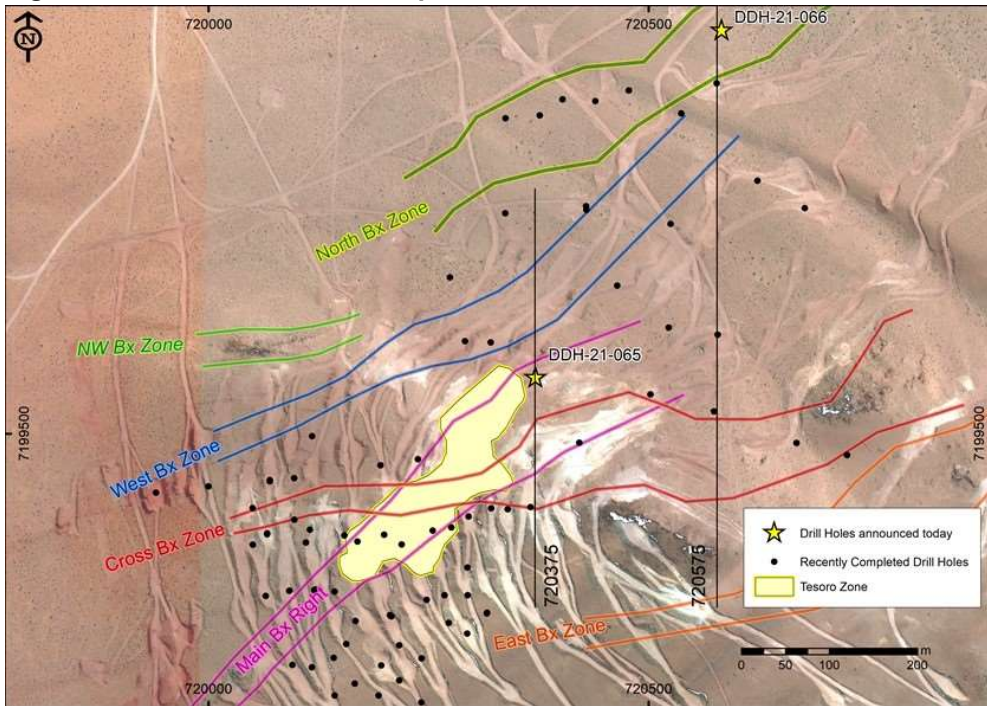 720000
720500
DDH-21-066
N
North Bx Zone
NW Bx Zone
DDH-21-065
7199500
7199500
West Bx Zone
Cross Bx Zone
Main Bx Right
East Bx Zone
720375
720575
Drill Holes announced today
Recently Completed Drill Holes
Tesoro Zone
0 50 100 150 200
m
720000
720500